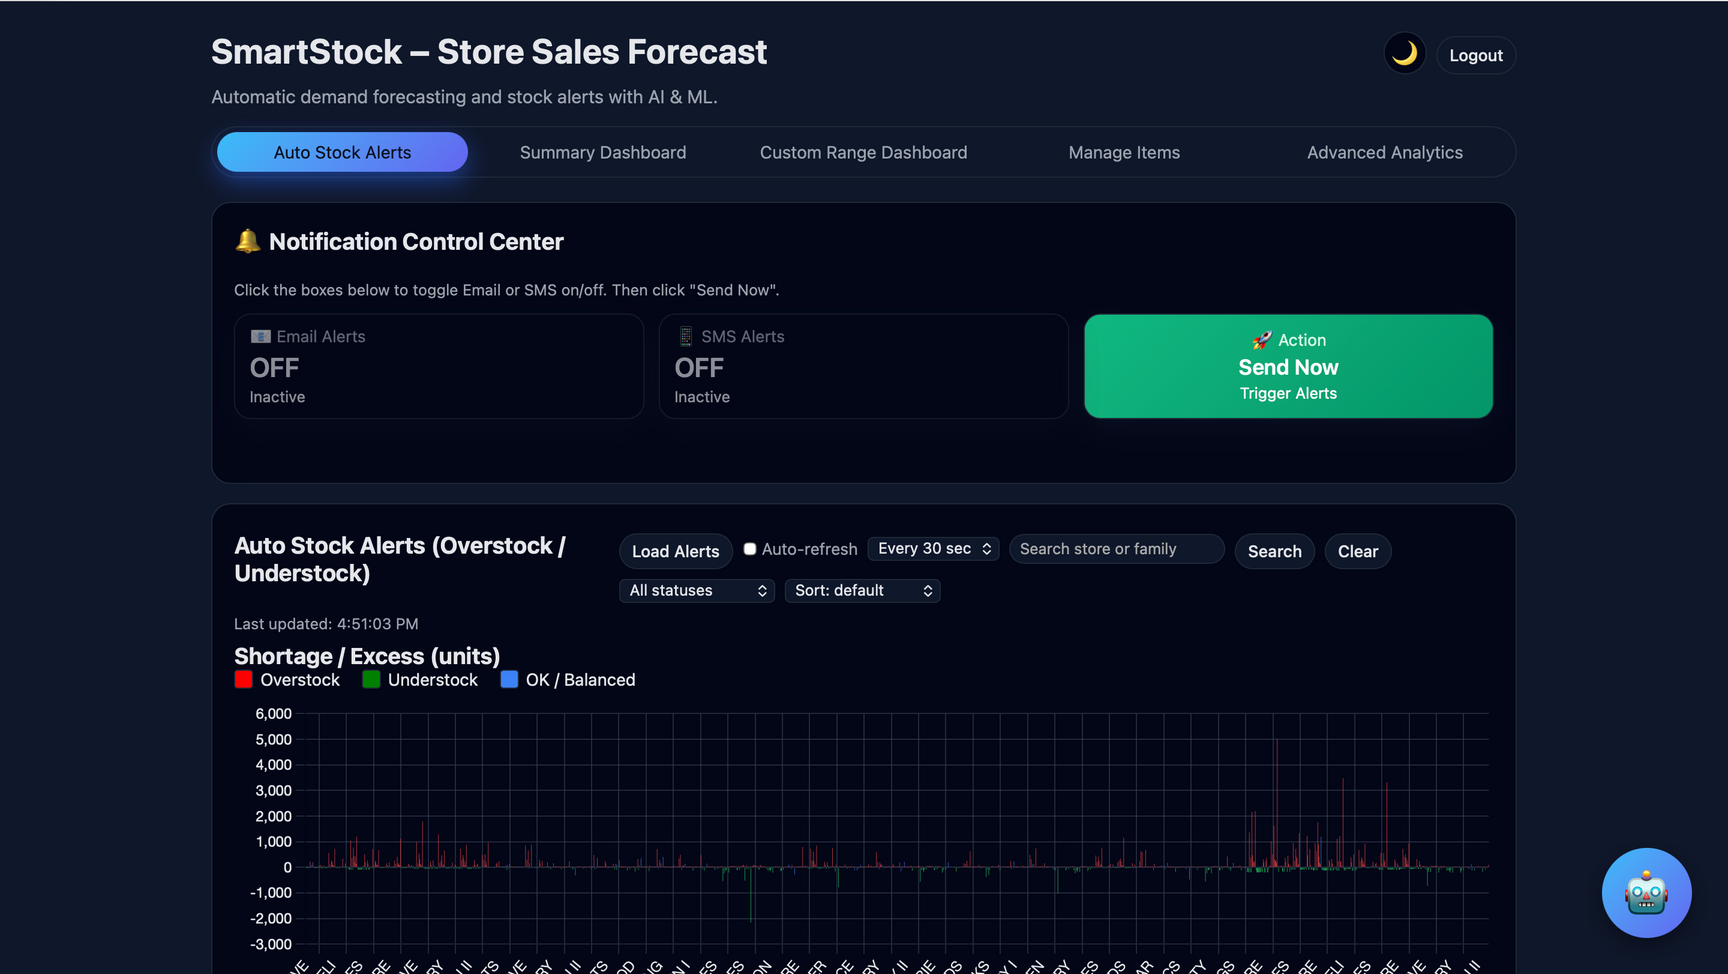 SmartStock – Store Sales Forecast
Logout
Automatic demand forecasting and stock alerts with AI & ML.
Auto Stock Alerts
Summary Dashboard
Custom Range Dashboard
Manage Items
Advanced Analytics
Notification Control Center
Click the boxes below to toggle Email or SMS on/off. Then click "Send Now".
Email Alerts
OFF
Inactive
SMS Alerts
OFF
Inactive
Action
Send Now
Trigger Alerts
Auto Stock Alerts (Overstock /
Understock)
Load Alerts
Auto-refresh
Every 30 sec
Search store or family
Search
Clear
All statuses
Sort: default
Last updated: 4:51:03 PM
Shortage / Excess (units)
Overstock
Understock
OK / Balanced
6,000
5,000
4,000
3,000
2,000
1,000
0
-1,000
-2,000
-3,000